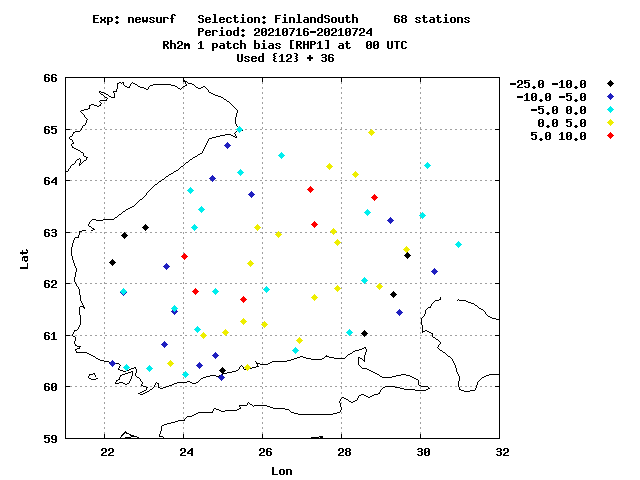 Exp: newsurf Selection: FinlandSouth 68 stations
Period: 20210716-20210724
Rh2m 1 patch bias [RHP1] at 00 UTC
Used {12} + 36
-25.0 -10.0
-10.0 -5.0
-5.0 0.0
0.0 5.0
5.0 10.0
66
65
64
63
62
61
60
59
Lat
22 24 26 28 30 32
Lon